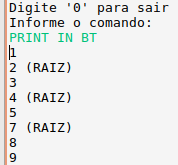 Digite '0' para sair
Informe o comando:
PRINT IN BT
1
2 (RAIZ)
3
4 (RAIZ)
5
7 (RAIZ)
8
9